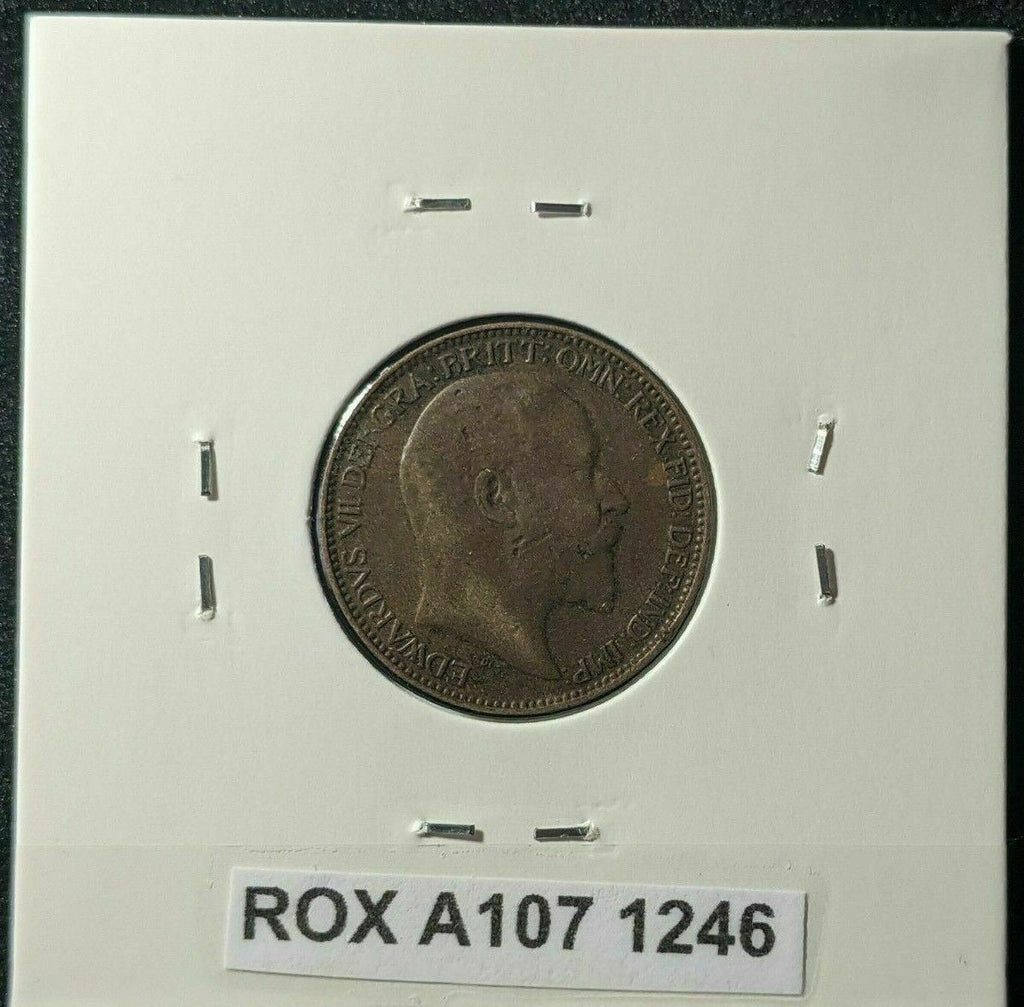 EDWARDVS VII DEI GRA: BRITT: OMN: REX FID: DEF: IND: IMP:
ROX A107 1246